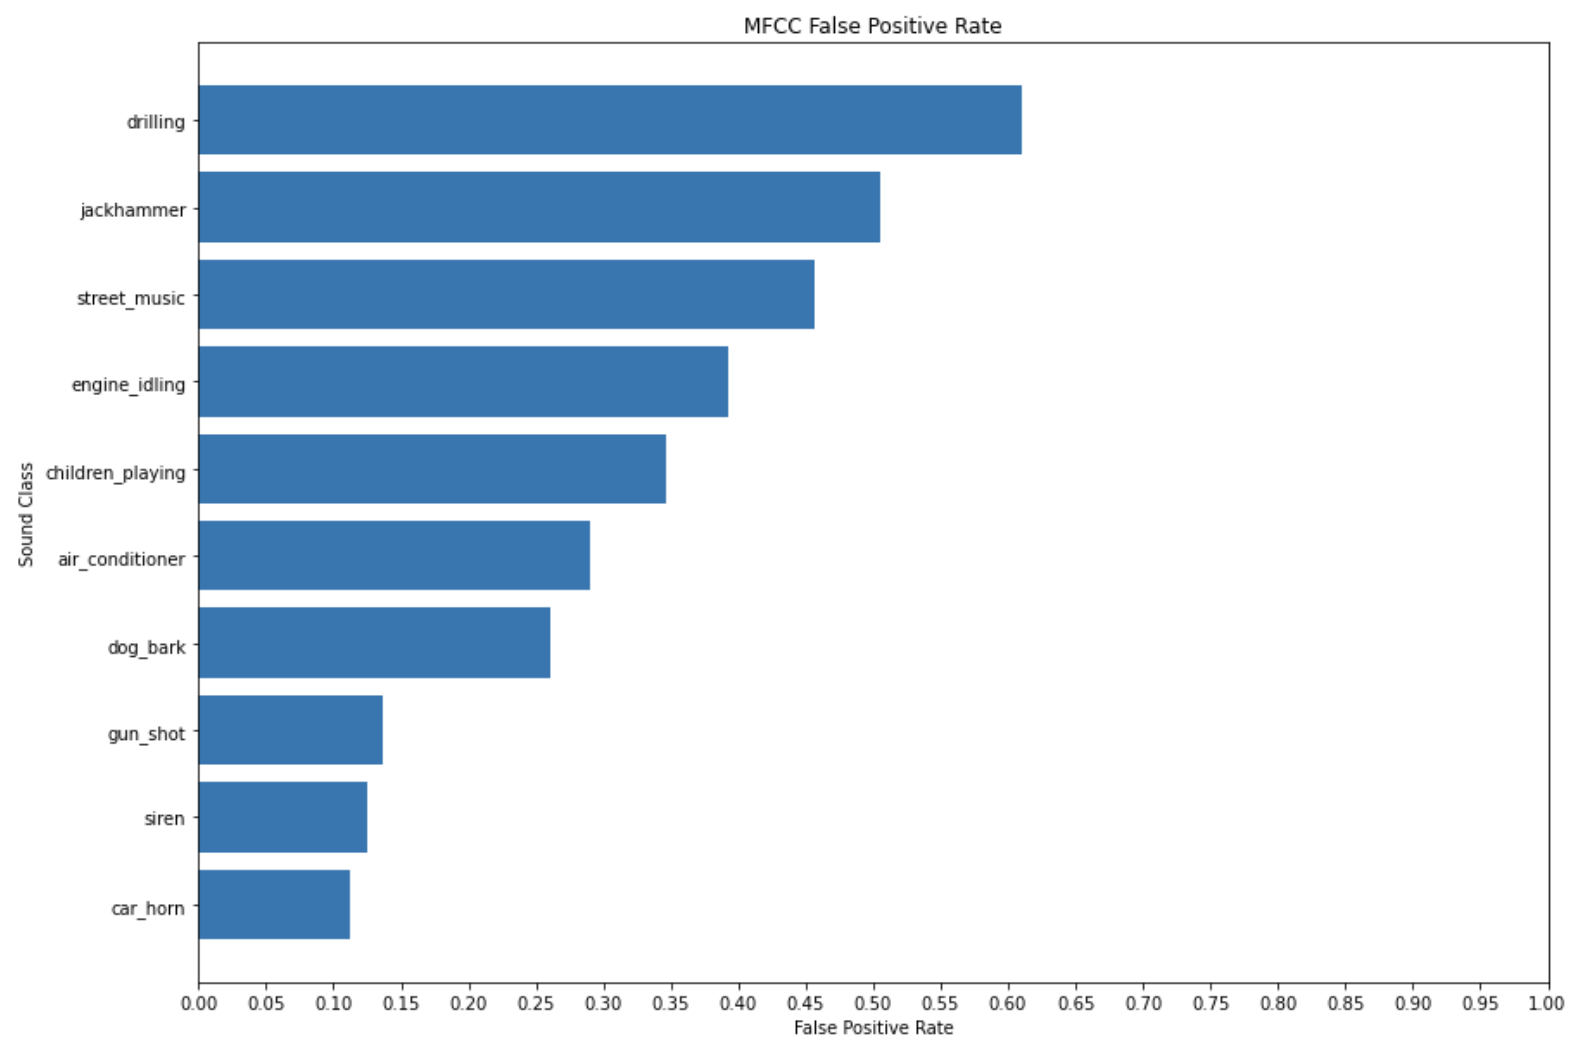 MFCC False Positive Rate
drilling
jackhammer
street_music
engine_idling
children_playing
air_conditioner
dog_bark
gun_shot
siren
car_horn
Sound Class
0.00 0.05 0.10 0.15 0.20 0.25 0.30 0.35 0.40 0.45 0.50 0.55 0.60 0.65 0.70 0.75 0.80 0.85 0.90 0.95 1.00
False Positive Rate